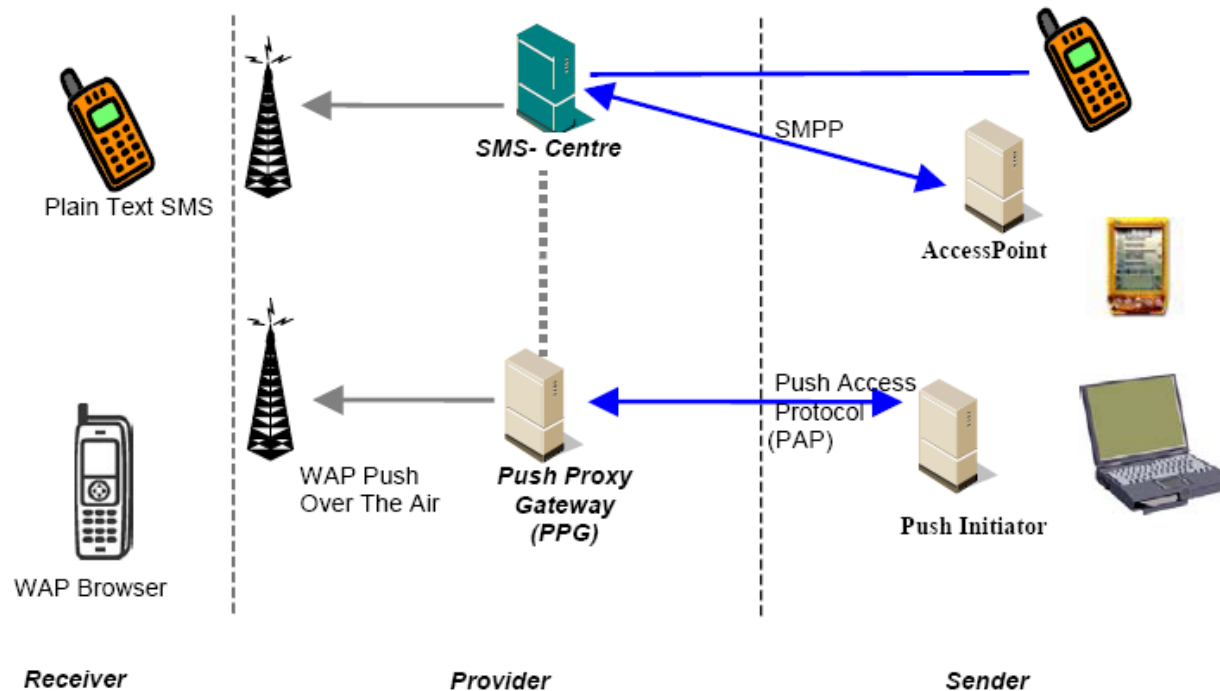 SMS- Centre
SMPP
Plain Text SMS
AccessPoint
WAP Push
Over The Air
Push Proxy
Gateway
(PPG)
Push Access
Protocol
(PAP)
Push Initiator
WAP Browser
Receiver
Provider
Sender